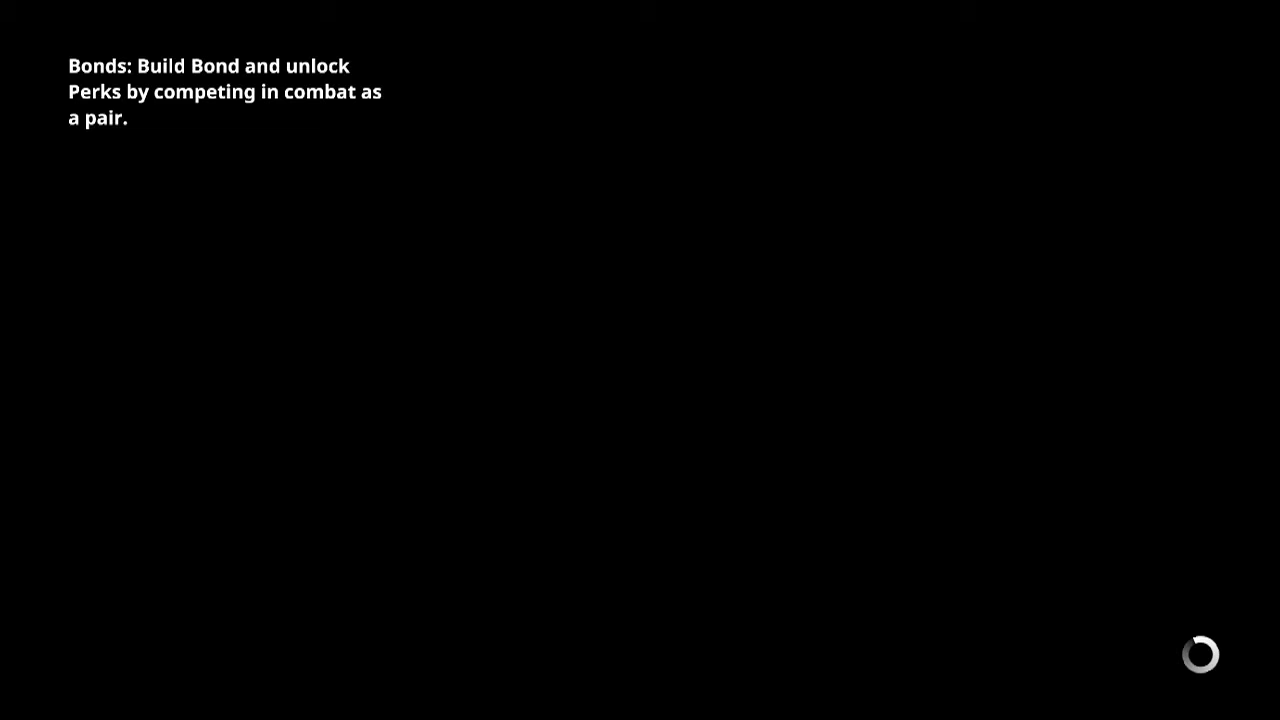 Bonds: Build Bond and unlock
Perks by competing in combat as
a pair.